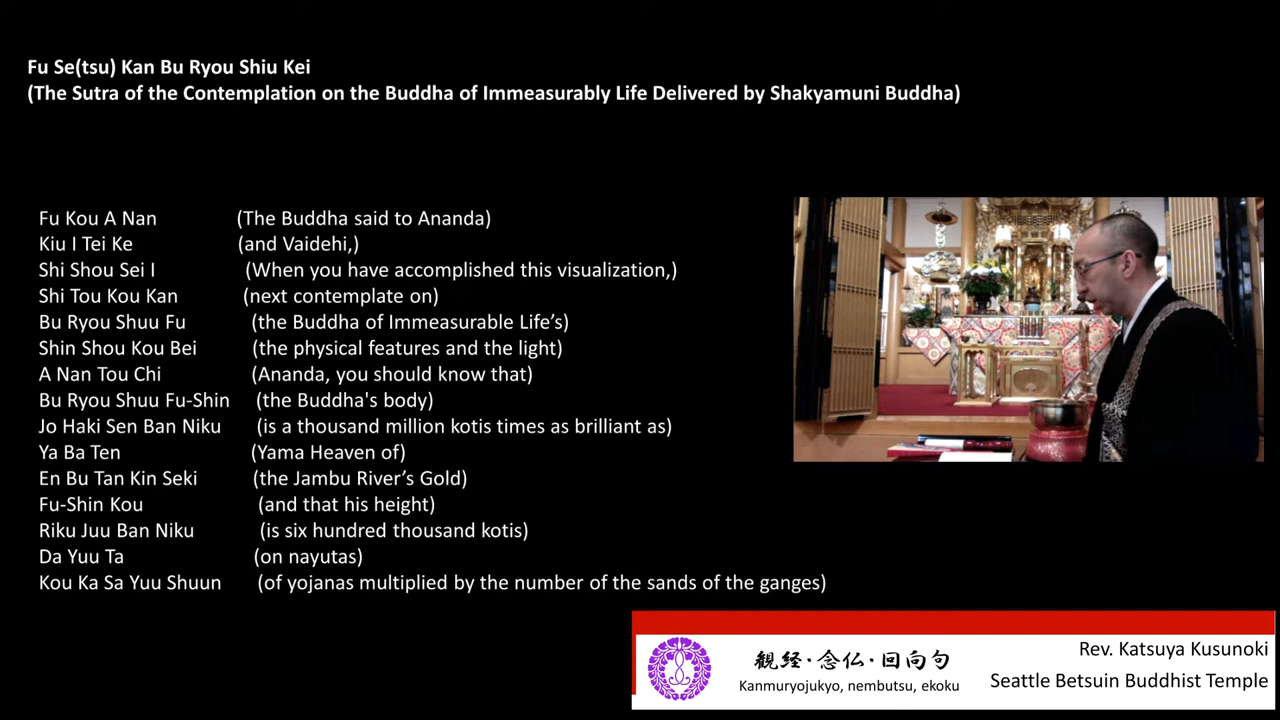 Fu Se(tsu) Kan Bu Ryou Shiu Kei
(The Sutra of the Contemplation on the Buddha of Immeasurably Life Delivered by Shakyamuni Buddha)
Fu Kou A Nan (The Buddha said to Ananda)
Kiu I Tei Ke (and Vaidehi,)
Shi Shou Sei I (When you have accomplished this visualization,)
Shi Tou Kou Kan (next contemplate on)
Bu Ryou Shuu Fu (the Buddha of Immeasurable Life’s)
Shin Shou Kou Bei (the physical features and the light)
A Nan Tou Chi (Ananda, you should know that)
Bu Ryou Shuu Fu-Shin (the Buddha's body)
Jo Haki Sen Ban Niku (is a thousand million kotis times as brilliant as)
Ya Ba Ten (Yama Heaven of)
En Bu Tan Kin Seki (the Jambu River’s Gold)
Fu-Shin Kou (and that his height)
Riku Juu Ban Niku (is six hundred thousand kotis)
Da Yuu Ta (on nayutas)
Kou Ka Sa Yuu Shuun (of yojanas multiplied by the number of the sands of the ganges)
観経・念仏・回向句
Kanmuryojukyo, nembutsu, ekoku
Rev. Katsuya Kusunoki
Seattle Betsuin Buddhist Temple